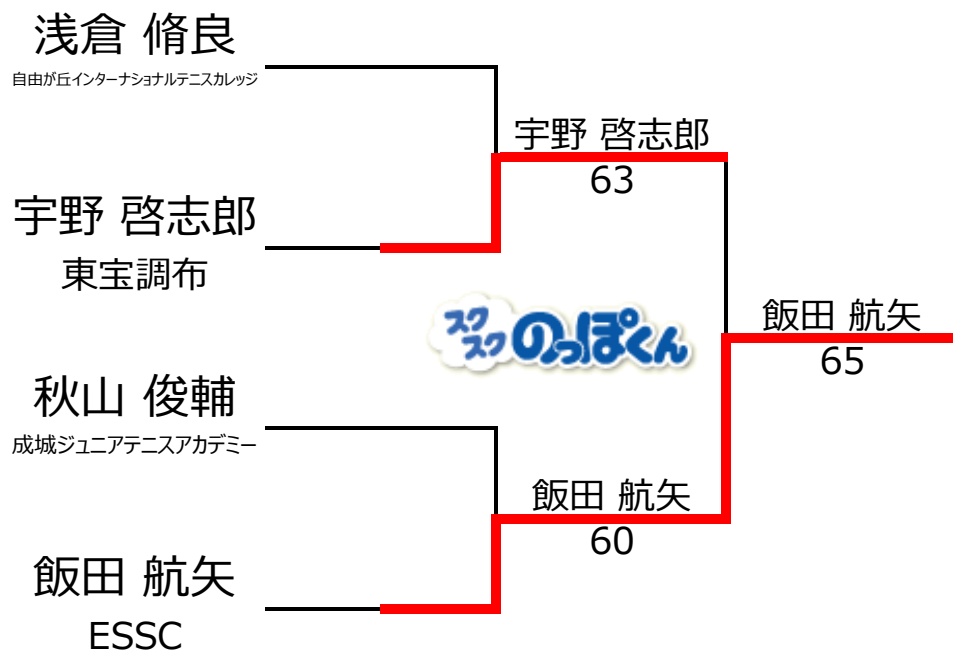 浅倉 脩良
自由が丘インターナショナルテニスカレッジ
宇野 啓志郎
63
宇野 啓志郎
東宝調布
スクスクのっぽくん
飯田 航矢
65
秋山 俊輔
成城ジュニアテニスアカデミー
飯田 航矢
60
飯田 航矢
ESSC